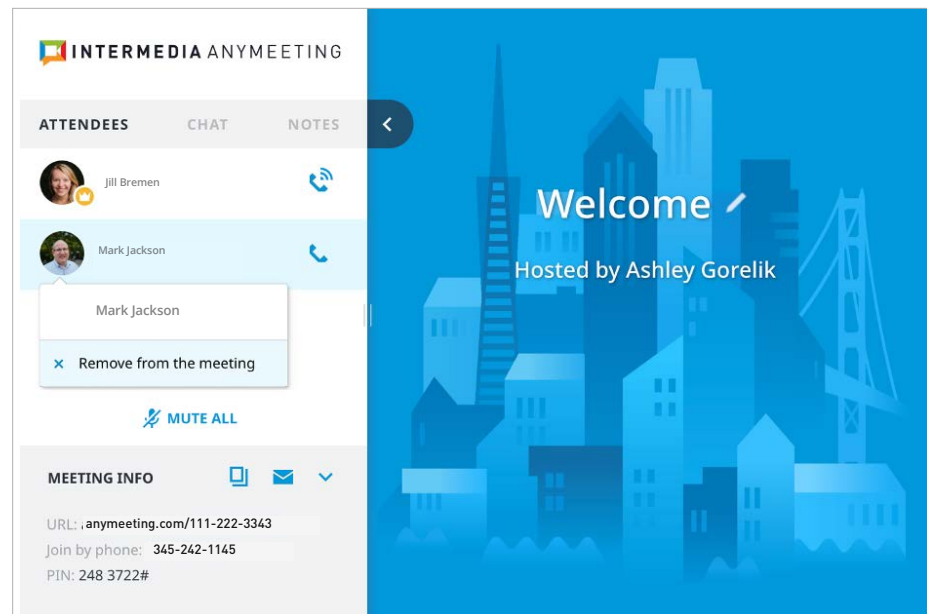 INTERMEDIA ANYMEETING
ATTENDEES CHAT NOTES
Jill Bremen
Mark Jackson
Mark Jackson
× Remove from the meeting
MUTE ALL
MEETING INFO
URL: anymeeting.com/111-222-3343
Join by phone: 345-242-1145
PIN: 248 3722#
Welcome
Hosted by Ashley Gorelik